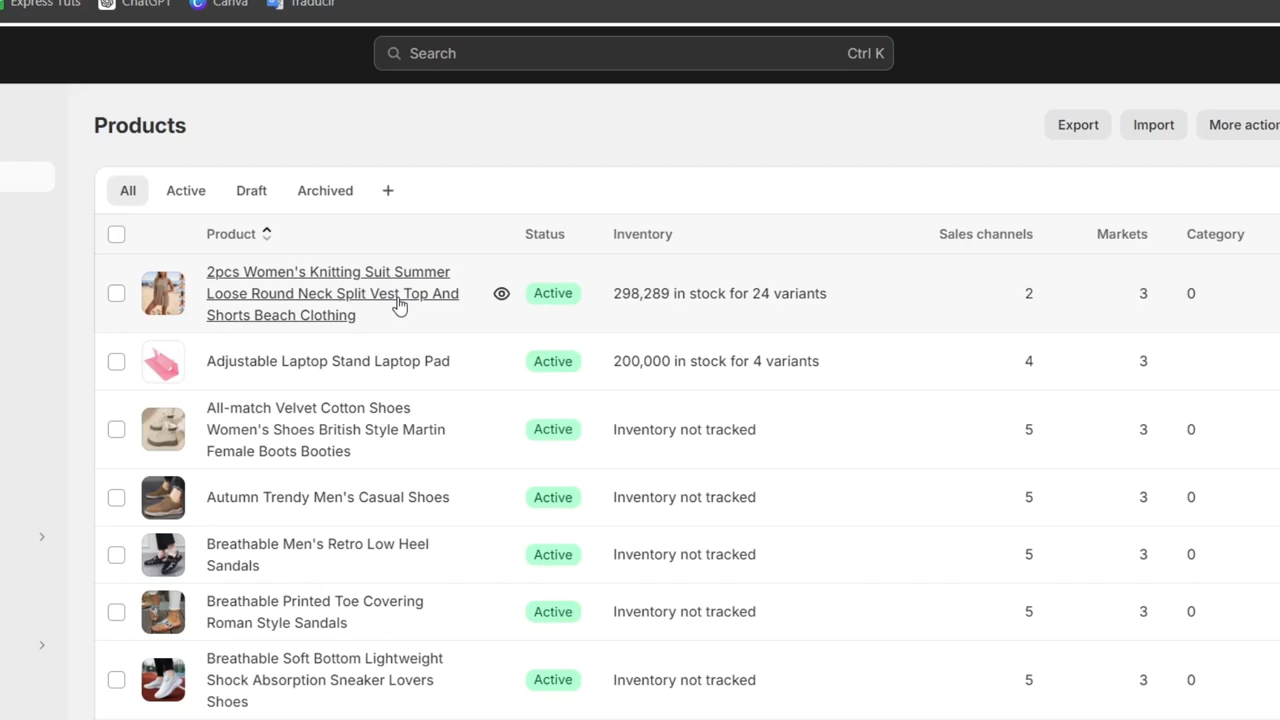 Express Tuts ChatGPT Canva Traducir
Search Ctrl K
Products Export Import More action
All Active Draft Archived +
Product Status Inventory Sales channels Markets Category
2pcs Women's Knitting Suit Summer
Loose Round Neck Split Vest Top And
Shorts Beach Clothing
Active 298,289 in stock for 24 variants 2 3 0
Adjustable Laptop Stand Laptop Pad Active 200,000 in stock for 4 variants 4 3
All-match Velvet Cotton Shoes
Women's Shoes British Style Martin
Female Boots Booties
Active Inventory not tracked 5 3 0
Autumn Trendy Men's Casual Shoes Active Inventory not tracked 5 3 0
Breathable Men's Retro Low Heel
Sandals
Active Inventory not tracked 5 3 0
Breathable Printed Toe Covering
Roman Style Sandals
Active Inventory not tracked 5 3 0
Breathable Soft Bottom Lightweight
Shock Absorption Sneaker Lovers
Shoes
Active Inventory not tracked 5 3 0